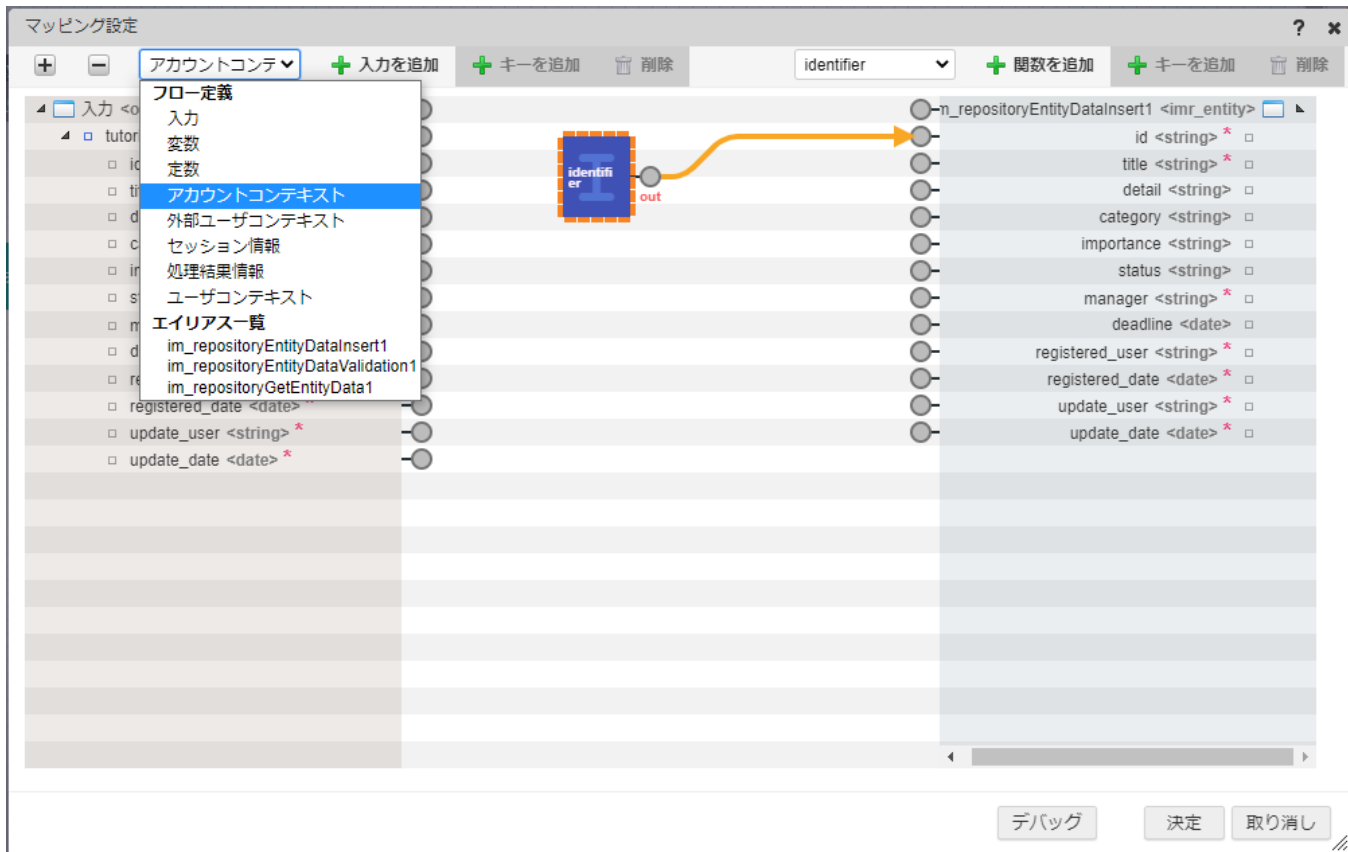 マッピング設定 ? ×
アカウントコンテ 入力を追加 キーを追加 削除 identifier 関数を追加 キーを追加 削除
フロー定義
入力
変数
定数
アカウントコンテキスト
外部ユーザコンテキスト
セッション情報
処理結果情報
ユーザコンテキスト
エイリアス一覧
im_repositoryEntityDataInsert1
im_repositoryEntityDataValidation1
im_repositoryGetEntityData1
入力 <o
tutor
registered_date <date> *
update_user <string> *
update_date <date> *
identifi
er
out
m_repositoryEntityDataInsert1 <imr_entity>
id <string> *
title <string> *
detail <string>
category <string>
importance <string>
status <string>
manager <string> *
deadline <date>
registered_user <string> *
registered_date <date> *
update_user <string> *
update_date <date> *
デバッグ 決定 取り消し